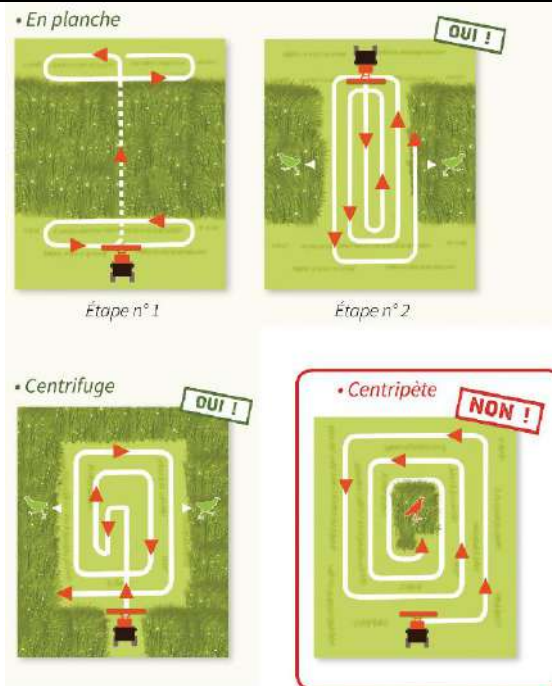 • En planche
OUI !
Étape n° 1
Étape n° 2
• Centrifuge
OUI !
• Centripète
NON !